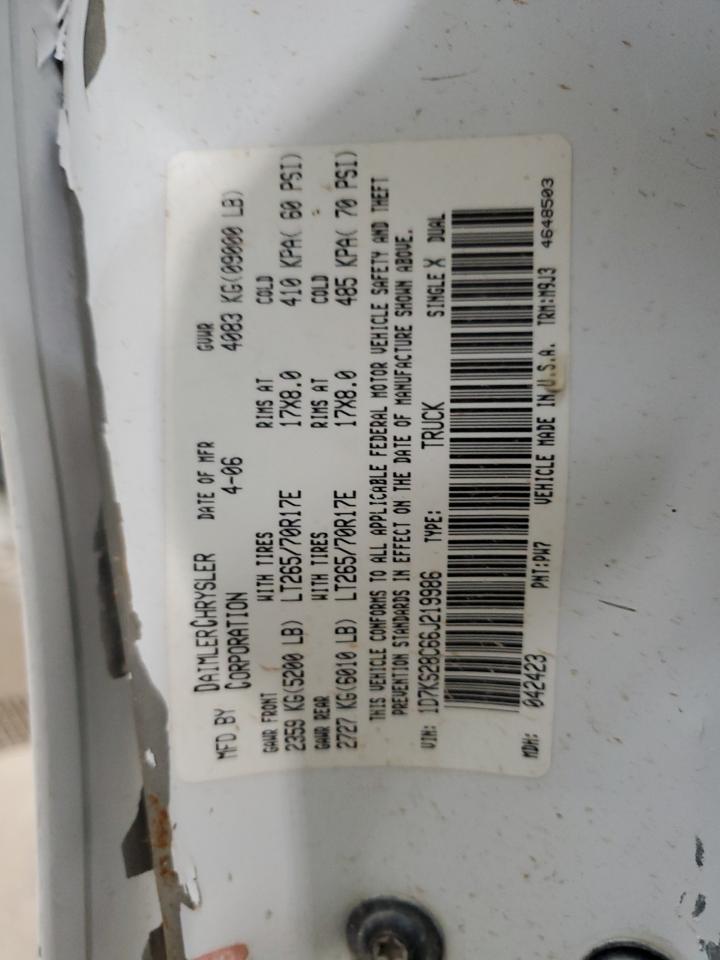 MFD BY DAIMLERCHRYSLER CORPORATION DATE OF MFR 4-06 GVWR 4083 KG(09000 LB)
GAWR FRONT WITH TIRES RIMS AT COLD
2359 KG(5200 LB) LT265/70R17E 17X8.0 410 KPA( 60 PSI)
GAWR REAR WITH TIRES RIMS AT COLD
2727 KG(6010 LB) LT265/70R17E 17X8.0 485 KPA( 70 PSI)
THIS VEHICLE CONFORMS TO ALL APPLICABLE FEDERAL MOTOR VEHICLE SAFETY AND THEFT
PREVENTION STANDARDS IN EFFECT ON THE DATE OF MANUFACTURE SHOWN ABOVE.
VIN: 1D7KS28C66J219986 TYPE: TRUCK SINGLE X DUAL
MDH: 042423 PNT:PW7 VEHICLE MADE IN U.S.A. TRM:M9J3 4648503